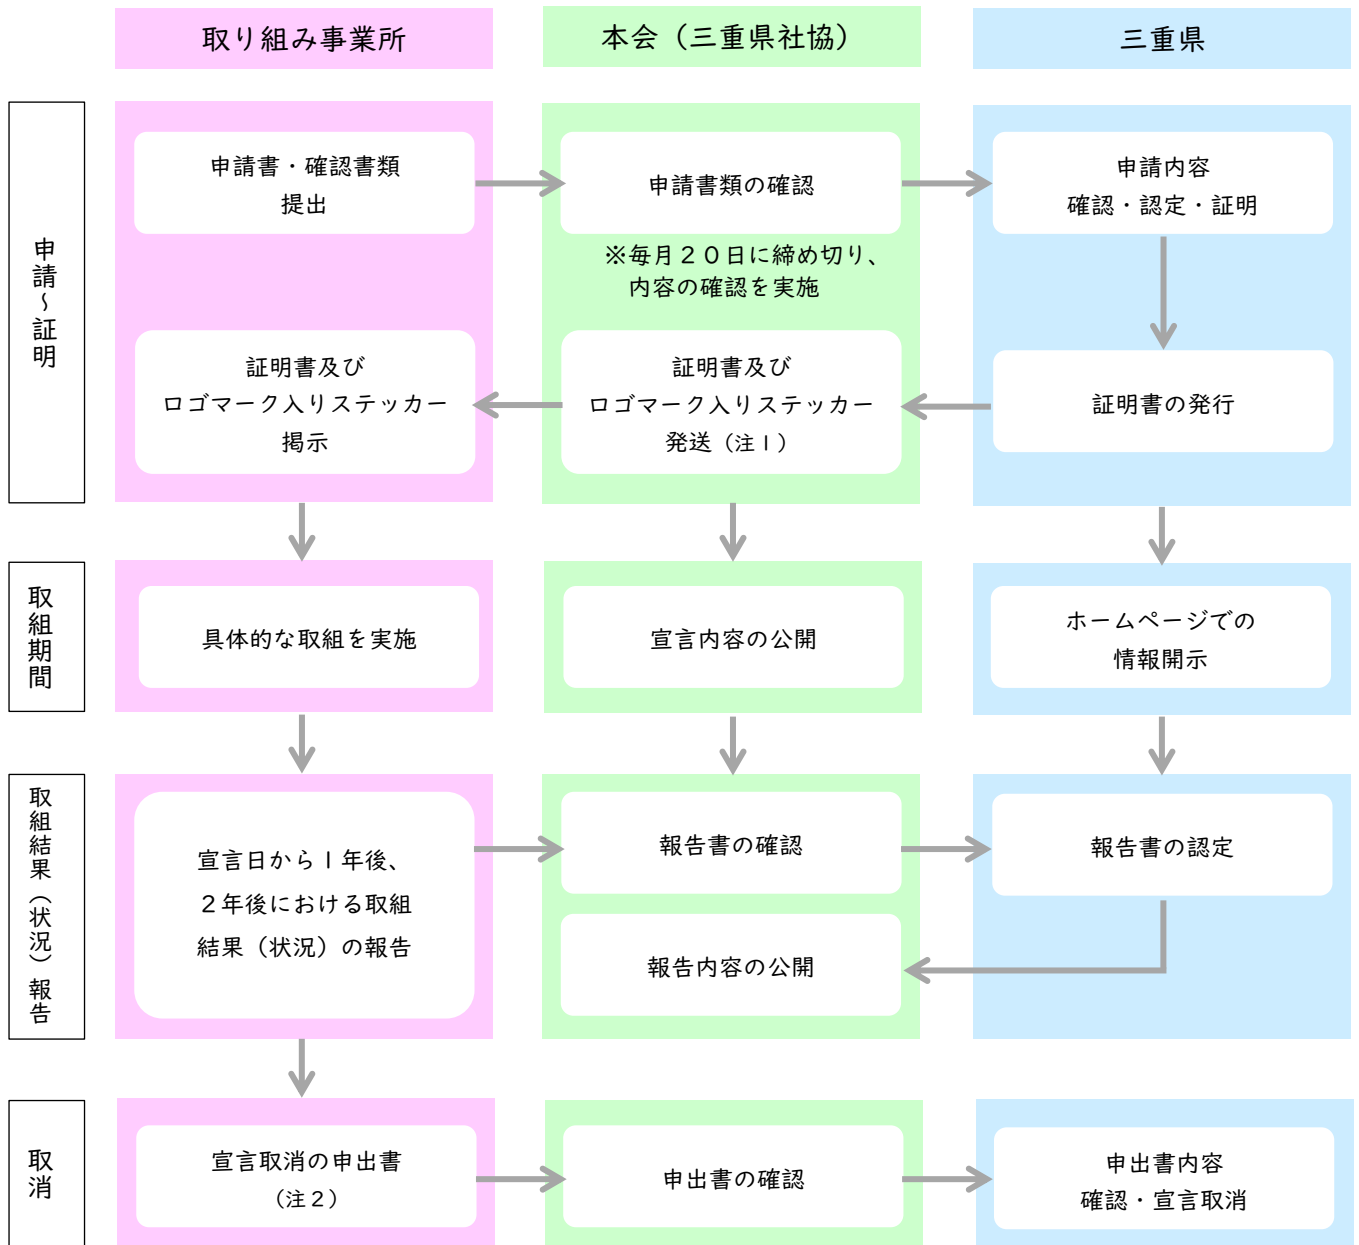 取り組み事業所
本会（三重県社協）
三重県
申請～証明
申請書・確認書類
提出
申請書類の確認
※毎月２０日に締め切り、
内容の確認を実施
申請内容
確認・認定・証明
証明書及び
ロゴマーク入りステッカー
掲示
証明書及び
ロゴマーク入りステッカー
発送（注１）
証明書の発行
取組期間
具体的な取組を実施
宣言内容の公開
ホームページでの
情報開示
取組結果（状況）報告
宣言日から１年後、
２年後における取組
結果（状況）の報告
報告書の確認
報告内容の公開
報告書の認定
取消
宣言取消の申出書
（注２）
申出書の確認
申出書内容
確認・宣言取消